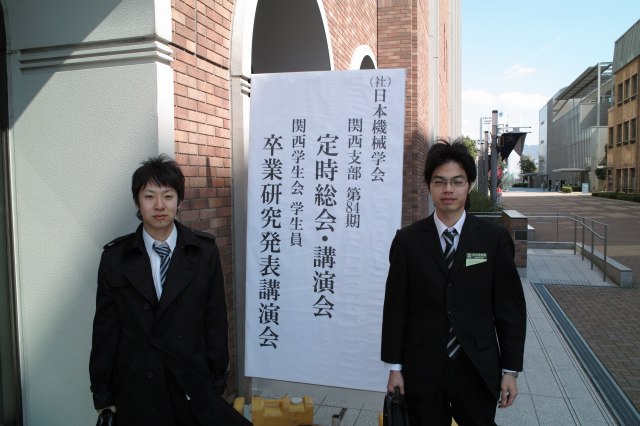 (社)日本機械学会
関西支部 第84期
定時総会・講演会
関西学生会 学生員
卒業研究発表講演会